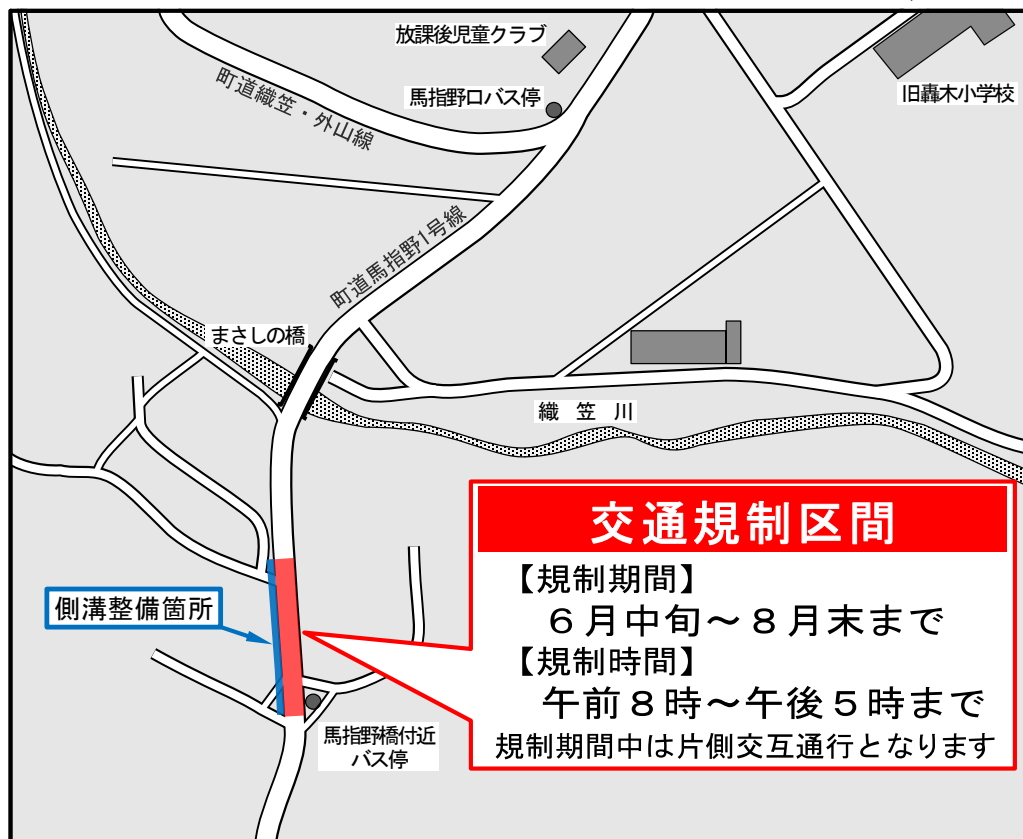 放課後児童クラブ
町道織笠・外山線
馬指野口バス停
旧轟木小学校
町道馬指野1号線
まさしの橋
織笠川
交通規制区間
【規制期間】
６月中旬～８月末まで
【規制時間】
午前８時～午後５時まで
規制期間中は片側交互通行となります
側溝整備箇所
馬指野橋付近
バス停